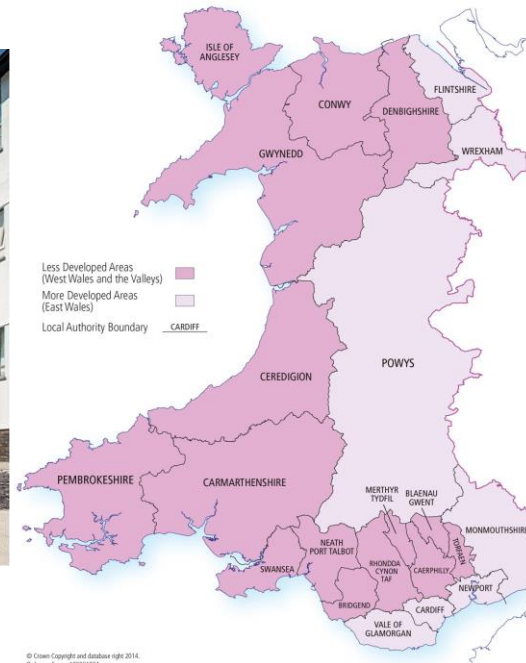 ISLE OF
ANGLESEY
FLINTSHIRE
CONWY
DENBIGHSHIRE
WREXHAM
GWYNEDD
Less Developed Areas
(West Wales and the Valleys)
More Developed Areas
(East Wales)
Local Authority Boundary CARDIFF
POWYS
CEREDIGION
PEMBROKESHIRE
CARMARTHENSHIRE
MERTHYR
TYDFIL
BLAENAU
GWENT
MONMOUTHSHIRE
NEATH
PORT TALBOT
TORFAEN
SWANSEA
RHONDDA
CYNON
TAF
CAERPHILLY
NEWPORT
BRIDGEND
CARDIFF
VALE OF
GLAMORGAN
© Crown Copyright and database right 2014.